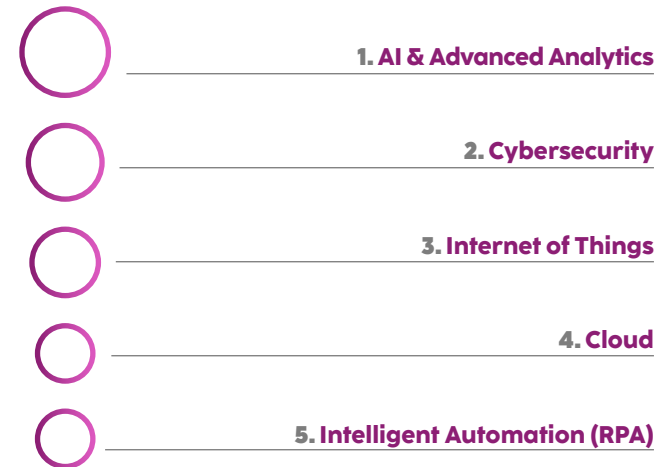 1. AI & Advanced Analytics
2. Cybersecurity
3. Internet of Things
4. Cloud
5. Intelligent Automation (RPA)